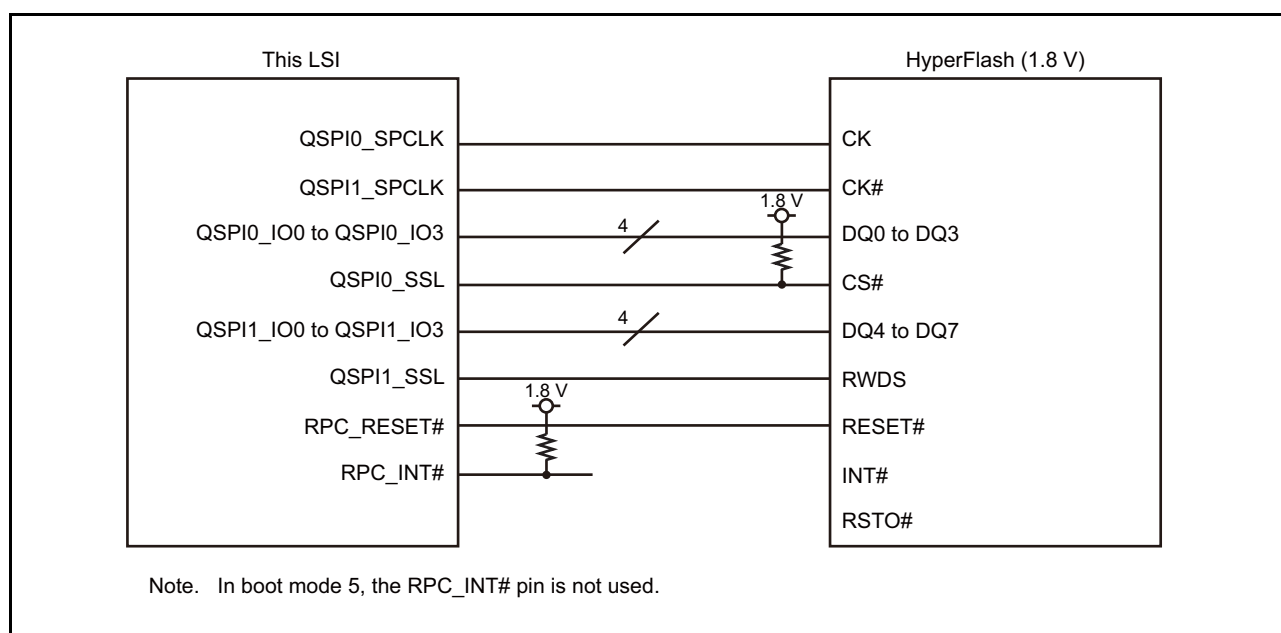 This LSI
HyperFlash (1.8 V)
QSPI0_SPCLK
CK
QSPI1_SPCLK
CK#
1.8 V
QSPI0_IO0 to QSPI0_IO3
4
DQ0 to DQ3
QSPI0_SSL
CS#
QSPI1_IO0 to QSPI1_IO3
4
DQ4 to DQ7
QSPI1_SSL
RWDS
1.8 V
RPC_RESET#
RESET#
RPC_INT#
INT#
RSTO#
Note. In boot mode 5, the RPC_INT# pin is not used.